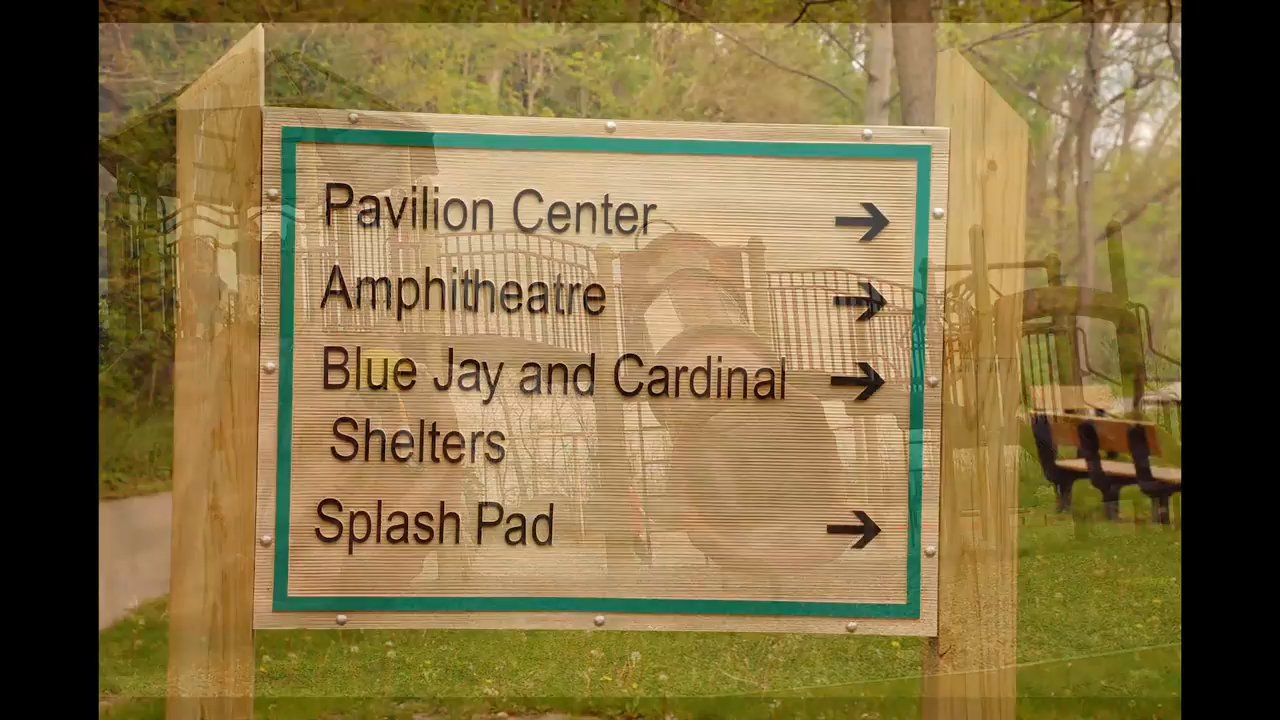 Pavilion Center →
Amphitheatre →
Blue Jay and Cardinal →
Shelters
Splash Pad →